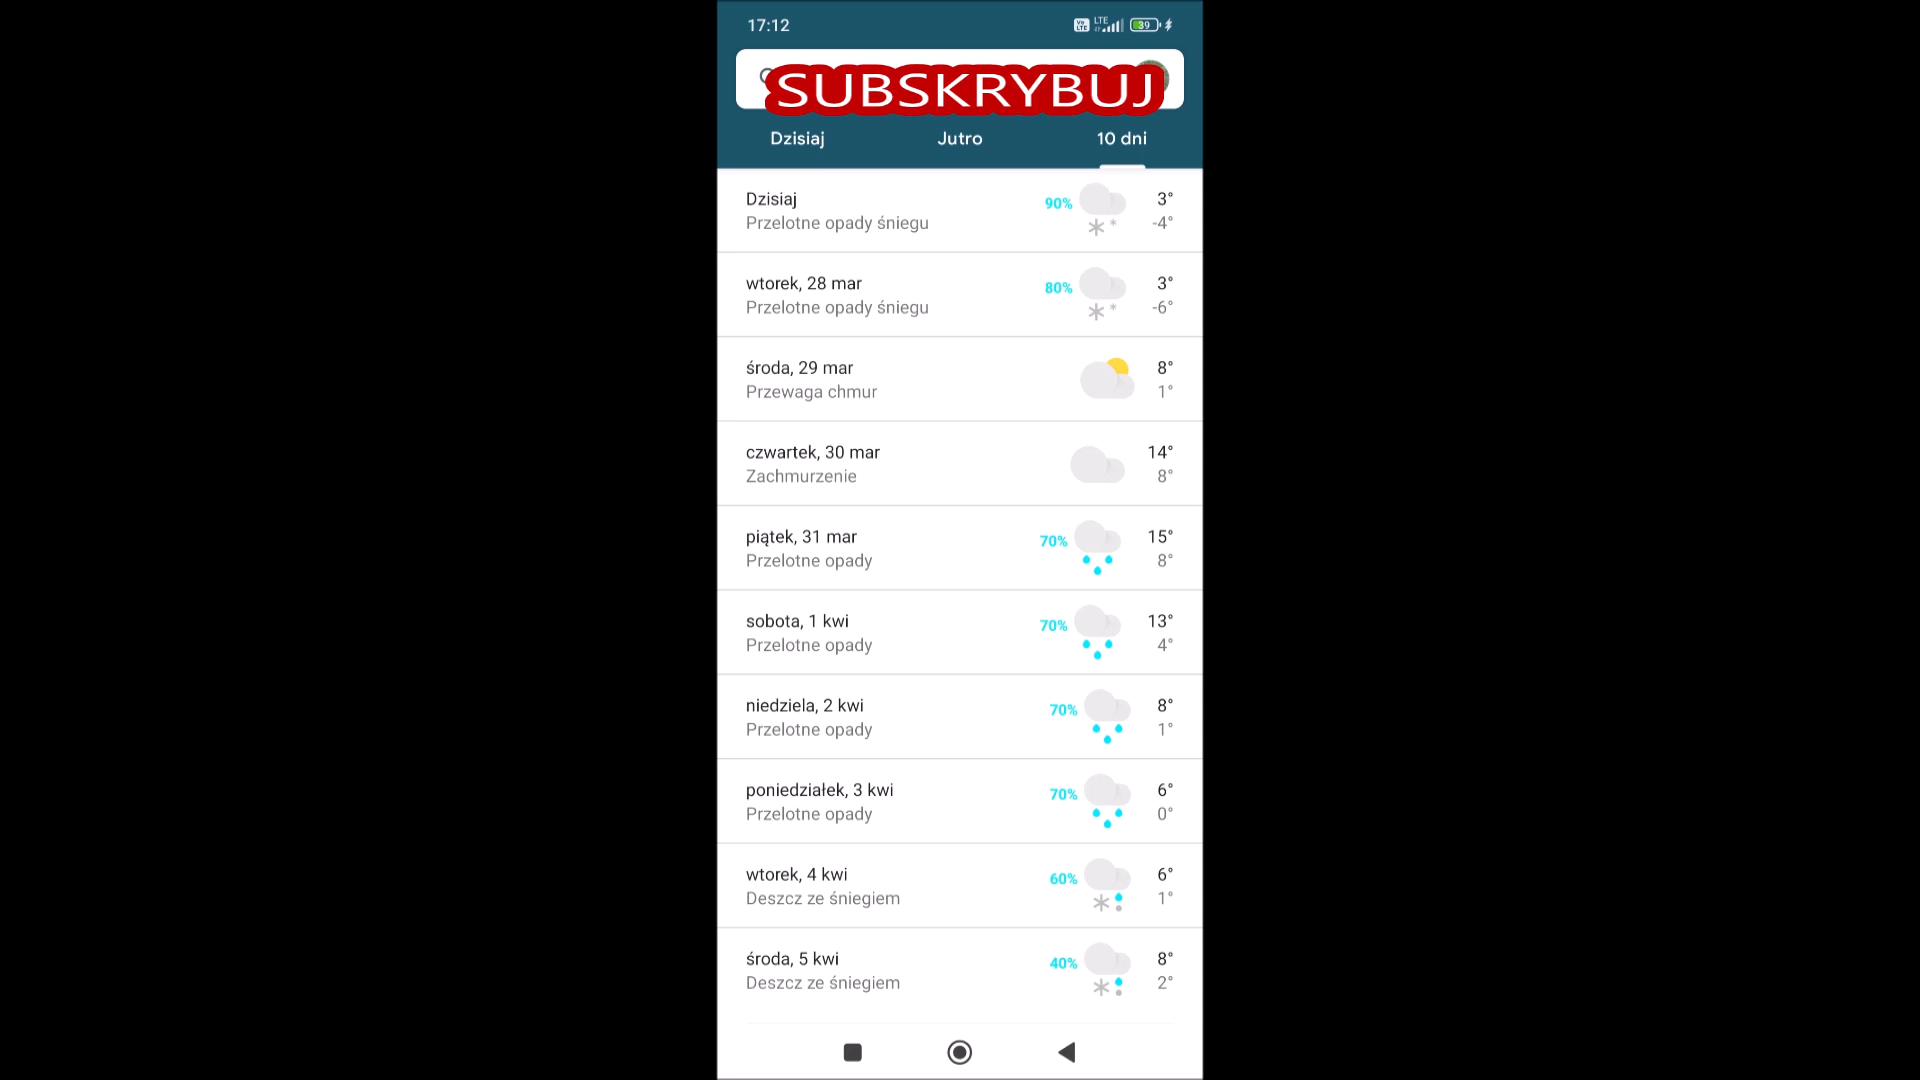 17:12
Vo LTE LTE 39
SUBSKRYBUJ
Dzisiaj Jutro 10 dni
Dzisiaj 90% 3°
Przelotne opady śniegu -4°
wtorek, 28 mar 80% 3°
Przelotne opady śniegu -6°
środa, 29 mar 8°
Przewaga chmur 1°
czwartek, 30 mar 14°
Zachmurzenie 8°
piątek, 31 mar 70% 15°
Przelotne opady 8°
sobota, 1 kwi 70% 13°
Przelotne opady 4°
niedziela, 2 kwi 70% 8°
Przelotne opady 1°
poniedziałek, 3 kwi 70% 6°
Przelotne opady 0°
wtorek, 4 kwi 60% 6°
Deszcz ze śniegiem 1°
środa, 5 kwi 40% 8°
Deszcz ze śniegiem 2°